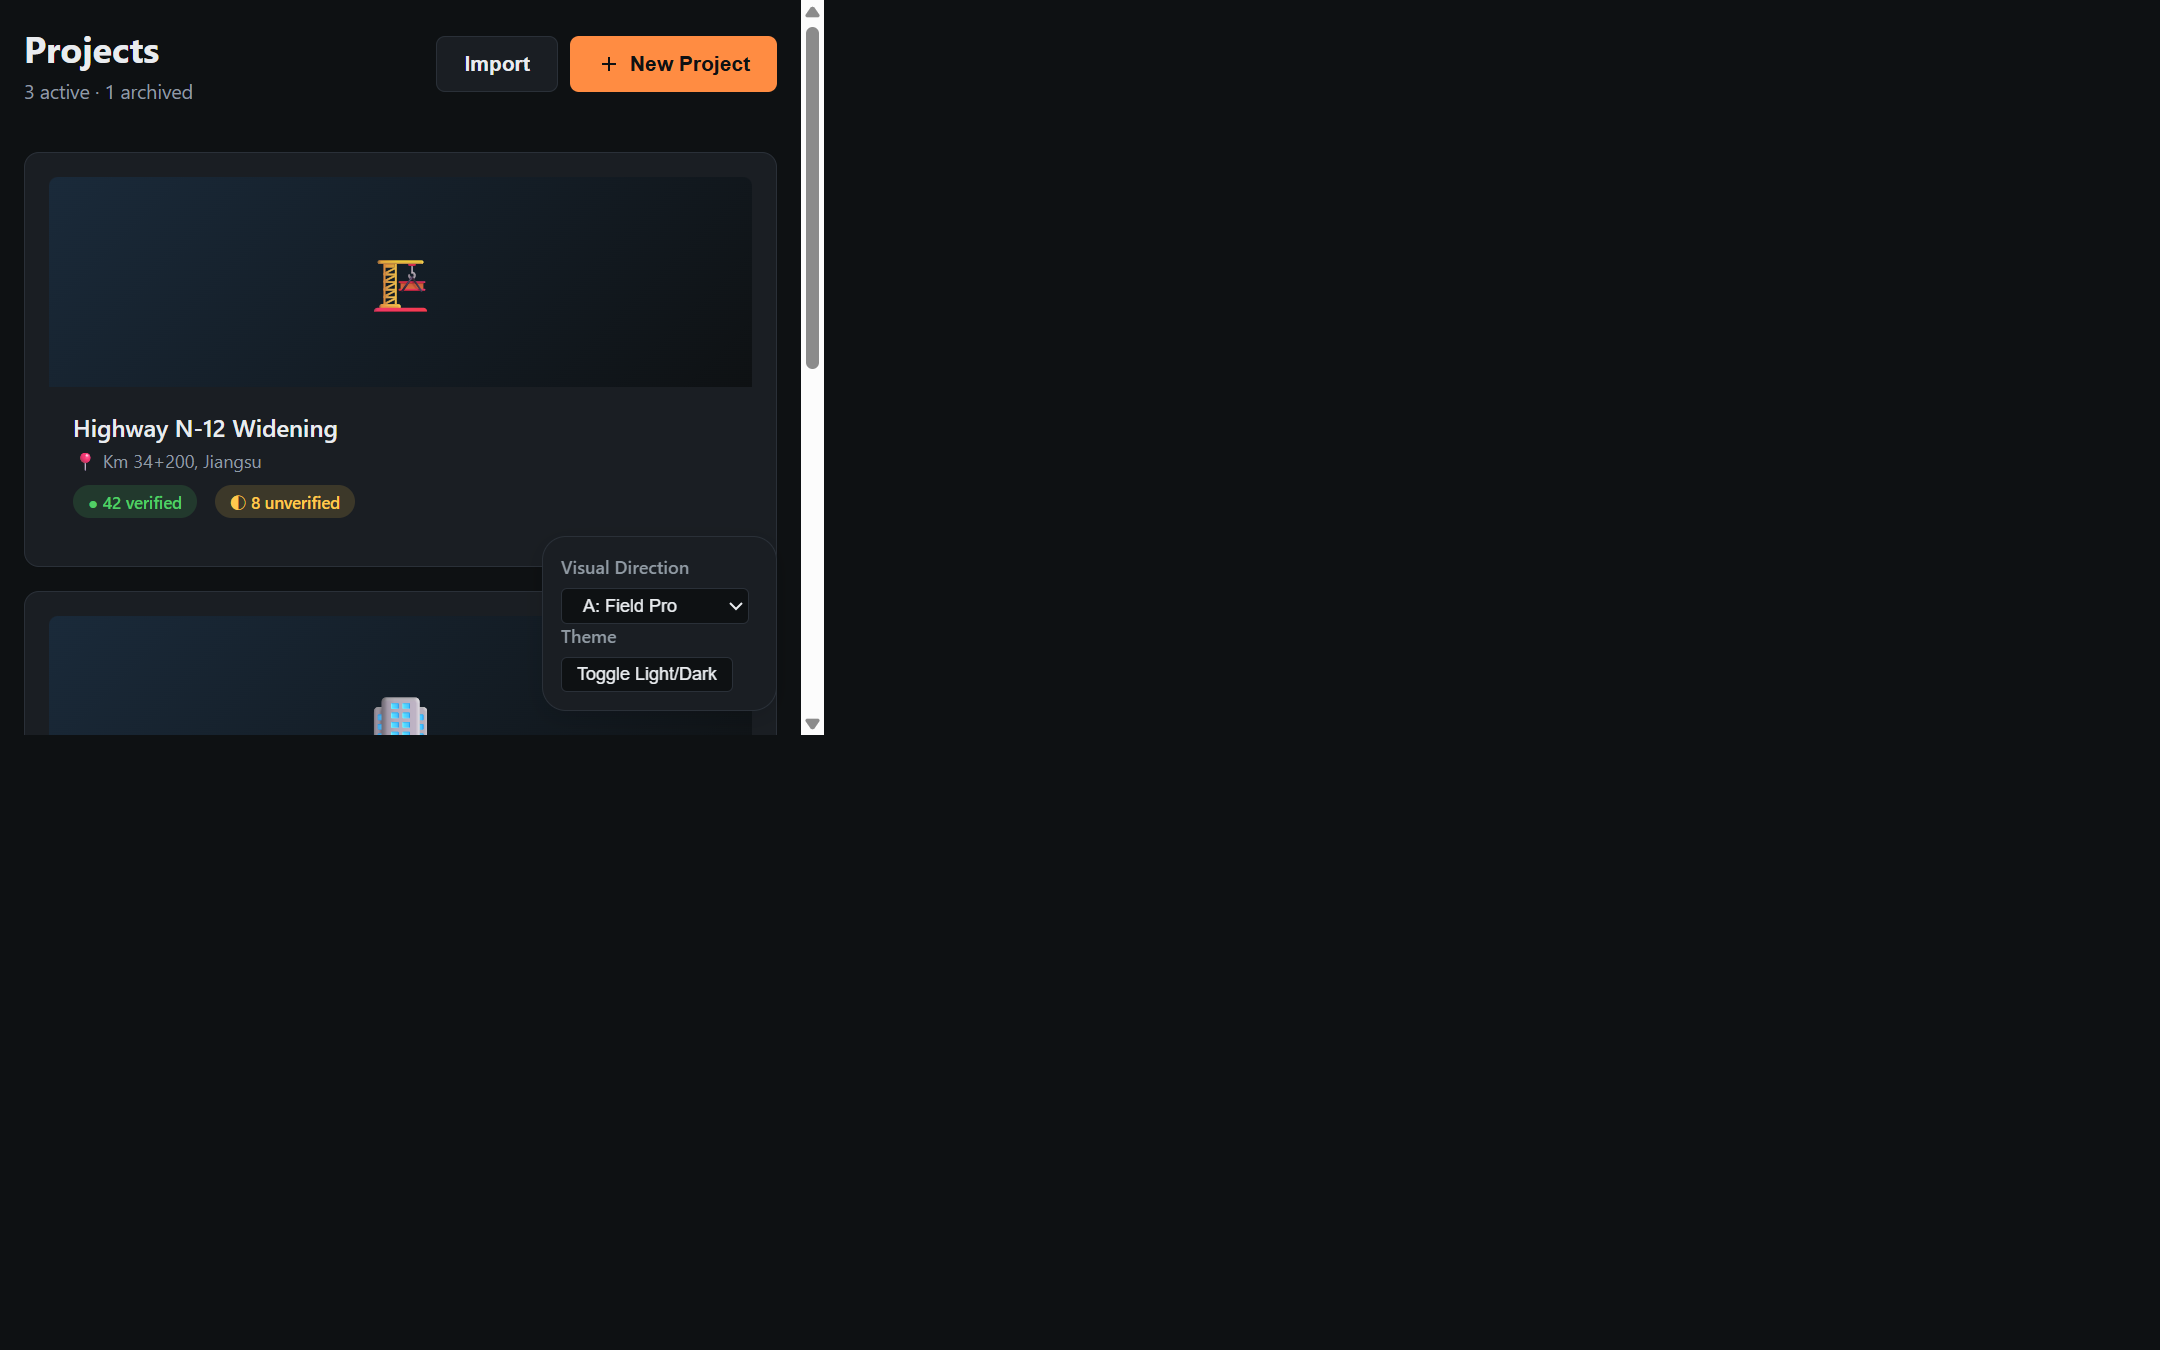 Projects
3 active · 1 archived
Import
+ New Project
Highway N-12 Widening
Km 34+200, Jiangsu
● 42 verified
◐ 8 unverified
Visual Direction
A: Field Pro
Theme
Toggle Light/Dark